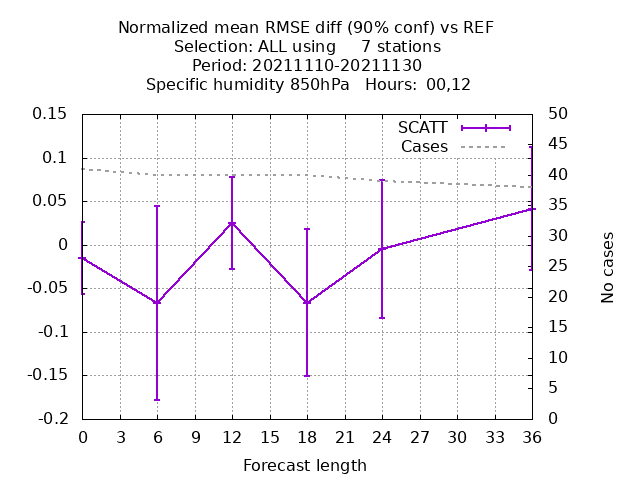 Normalized mean RMSE diff (90% conf) vs REF
Selection: ALL using 7 stations
Period: 20211110-20211130
Specific humidity 850hPa Hours: 00,12
SCATT
Cases
0.15
0.1
0.05
0
-0.05
-0.1
-0.15
-0.2
50
45
40
35
30
25
20
15
10
5
0
No cases
0 3 6 9 12 15 18 21 24 27 30 33 36
Forecast length